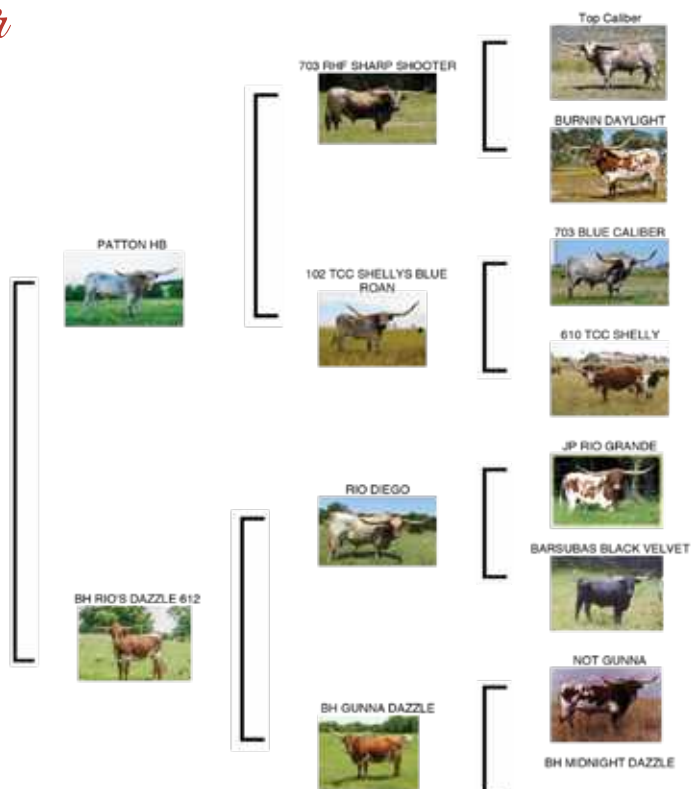 Top Caliber
703 RHF SHARP SHOOTER
BURNIN DAYLIGHT
PATTON HB
703 BLUE CALIBER
102 TCC SHELLYS BLUE
ROAN
610 TCC SHELLY
JP RIO GRANDE
RIO DIEGO
BARSUBAS BLACK VELVET
BH RIO'S DAZZLE 612
NOT GUNNA
BH GUNNA DAZZLE
BH MIDNIGHT DAZZLE